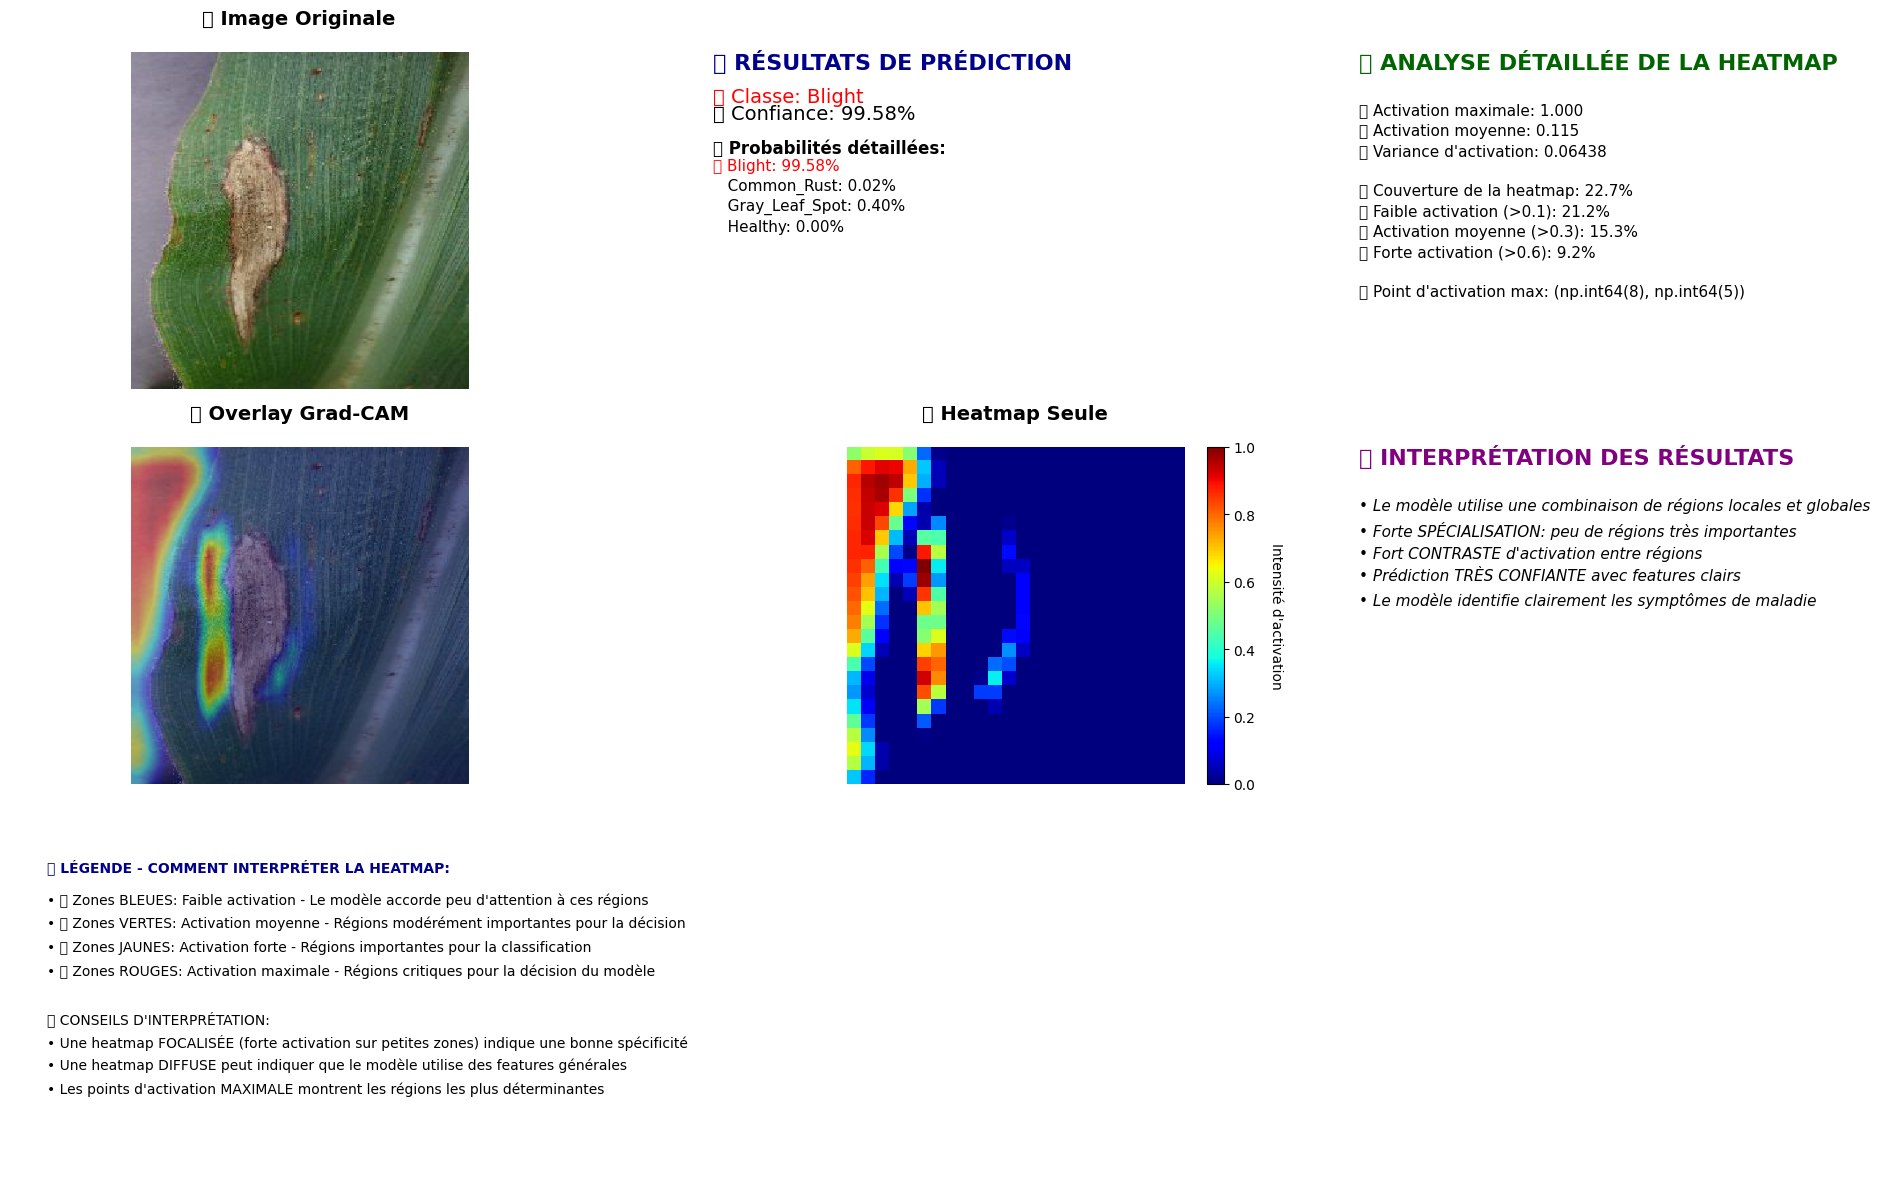 Image Originale
RÉSULTATS DE PRÉDICTION
Classe: Blight
Confiance: 99.58%
Probabilités détaillées:
Blight: 99.58%
Common_Rust: 0.02%
Gray_Leaf_Spot: 0.40%
Healthy: 0.00%
ANALYSE DÉTAILLÉE DE LA HEATMAP
Activation maximale: 1.000
Activation moyenne: 0.115
Variance d'activation: 0.06438
Couverture de la heatmap: 22.7%
Faible activation (>0.1): 21.2%
Activation moyenne (>0.3): 15.3%
Forte activation (>0.6): 9.2%
Point d'activation max: (np.int64(8), np.int64(5))
Overlay Grad-CAM
Heatmap Seule
1.0
0.8
0.6
0.4
0.2
0.0
Intensité d'activation
INTERPRÉTATION DES RÉSULTATS
• Le modèle utilise une combinaison de régions locales et globales
• Forte SPÉCIALISATION: peu de régions très importantes
• Fort CONTRASTE d'activation entre régions
• Prédiction TRÈS CONFIANTE avec features clairs
• Le modèle identifie clairement les symptômes de maladie
LÉGENDE - COMMENT INTERPRÉTER LA HEATMAP:
• Zones BLEUES: Faible activation - Le modèle accorde peu d'attention à ces régions
• Zones VERTES: Activation moyenne - Régions modérément importantes pour la décision
• Zones JAUNES: Activation forte - Régions importantes pour la classification
• Zones ROUGES: Activation maximale - Régions critiques pour la décision du modèle
CONSEILS D'INTERPRÉTATION:
• Une heatmap FOCALISÉE (forte activation sur petites zones) indique une bonne spécificité
• Une heatmap DIFFUSE peut indiquer que le modèle utilise des features générales
• Les points d'activation MAXIMALE montrent les régions les plus déterminantes